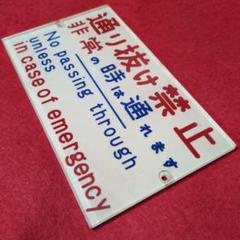 通り抜け禁止
非常の時は通れます
No passing through
unless
in case of emergency